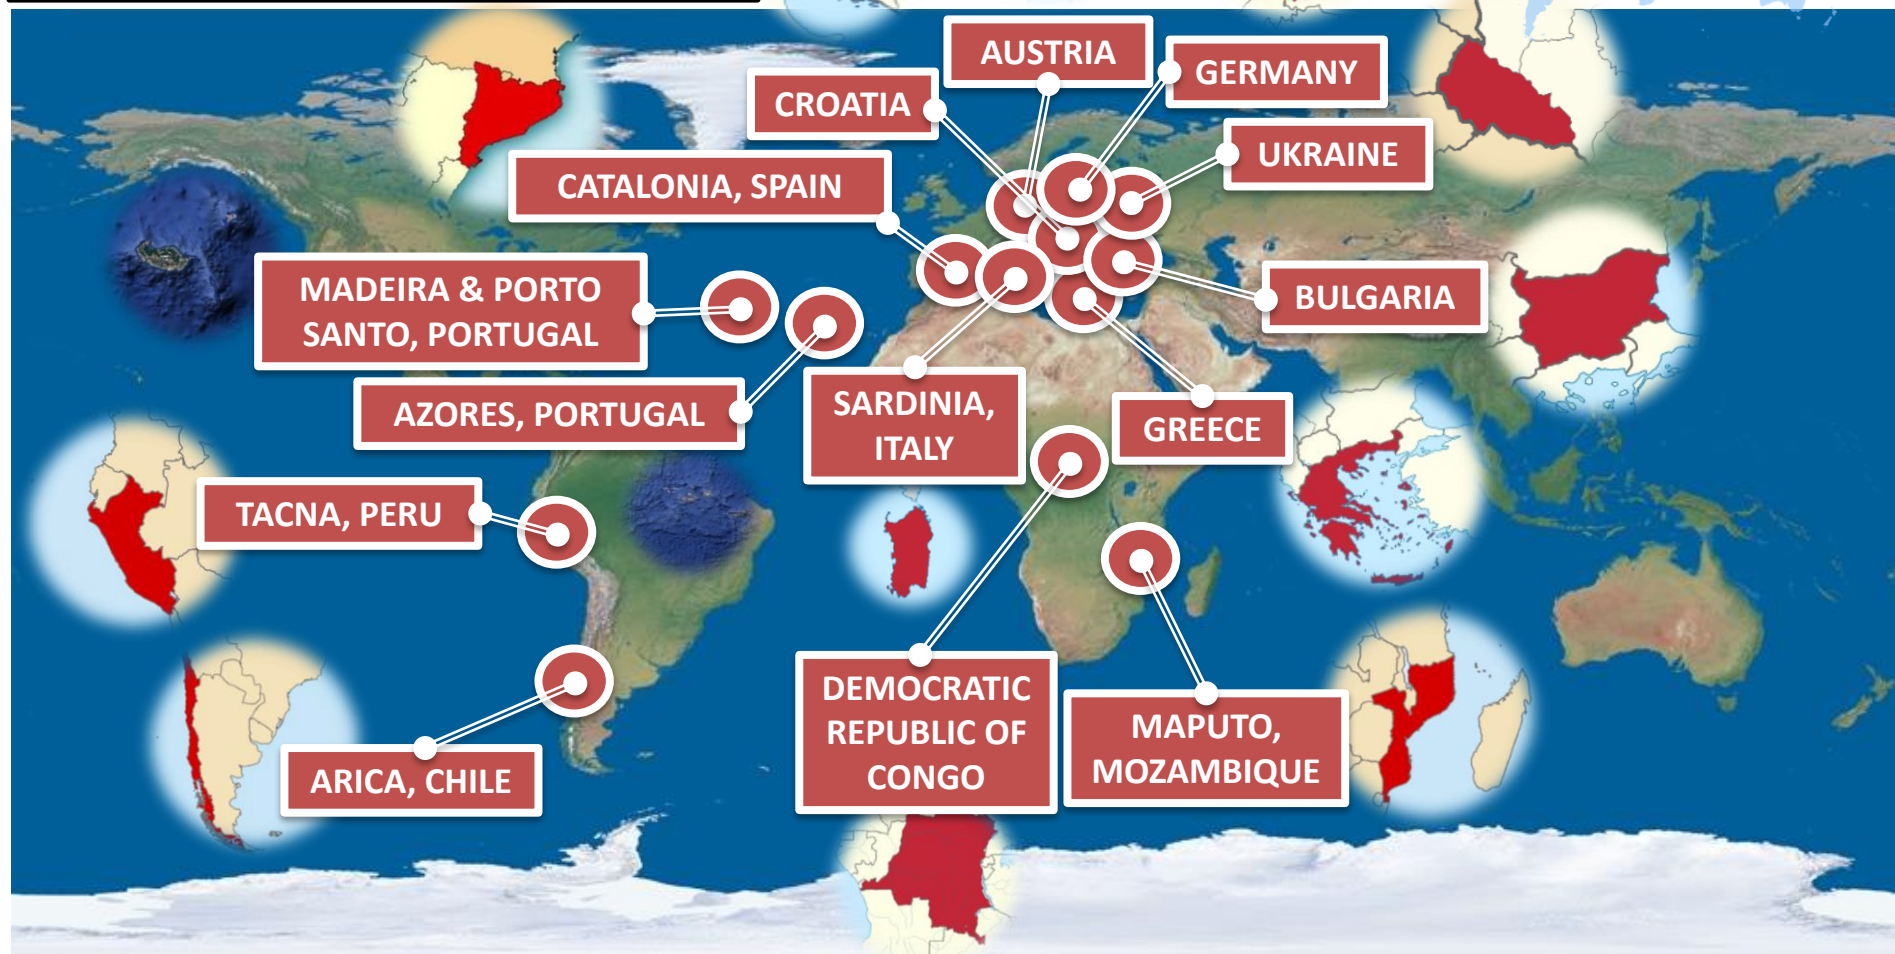 AUSTRIA
GERMANY
CROATIA
UKRAINE
CATALONIA, SPAIN
MADEIRA & PORTO
SANTO, PORTUGAL
BULGARIA
AZORES, PORTUGAL
SARDINIA,
ITALY
GREECE
TACNA, PERU
DEMOCRATIC
REPUBLIC OF
CONGO
MAPUTO,
MOZAMBIQUE
ARICA, CHILE